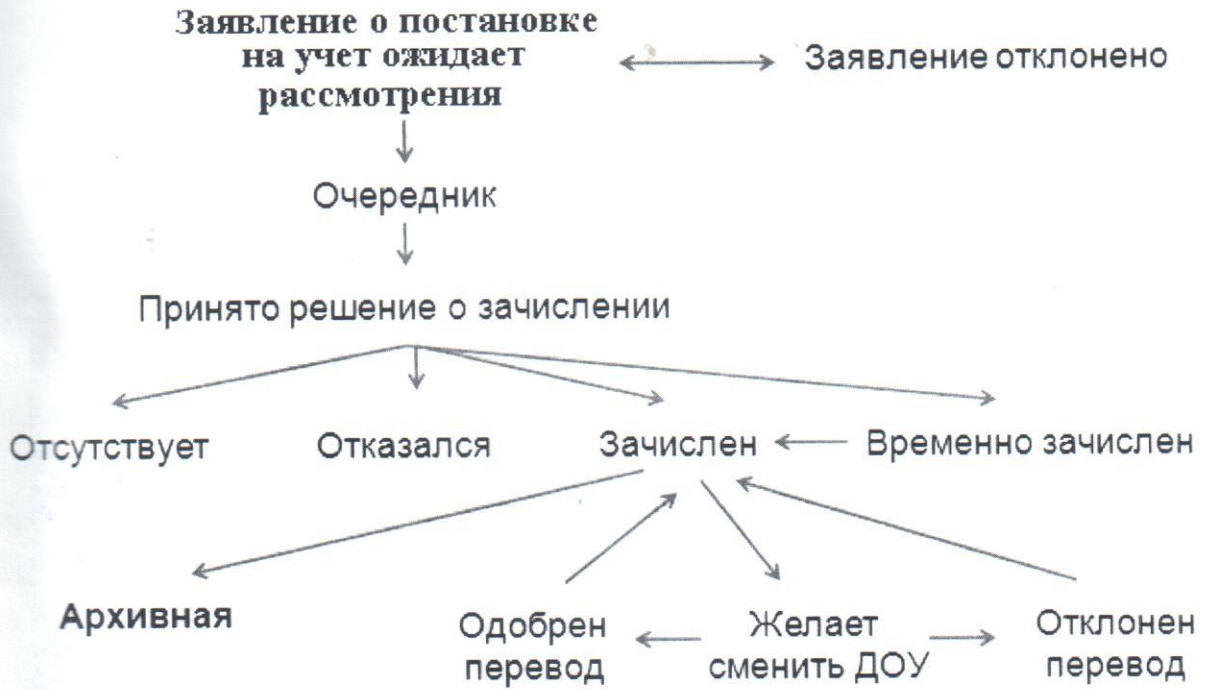 Заявление о постановке
на учет ожидает
рассмотрения
Заявление отклонено
Очередник
Принято решение о зачислении
Отсутствует
Отказался
Зачислен
Временно зачислен
Архивная
Одобрен
перевод
Желает
сменить ДОУ
Отклонен
перевод